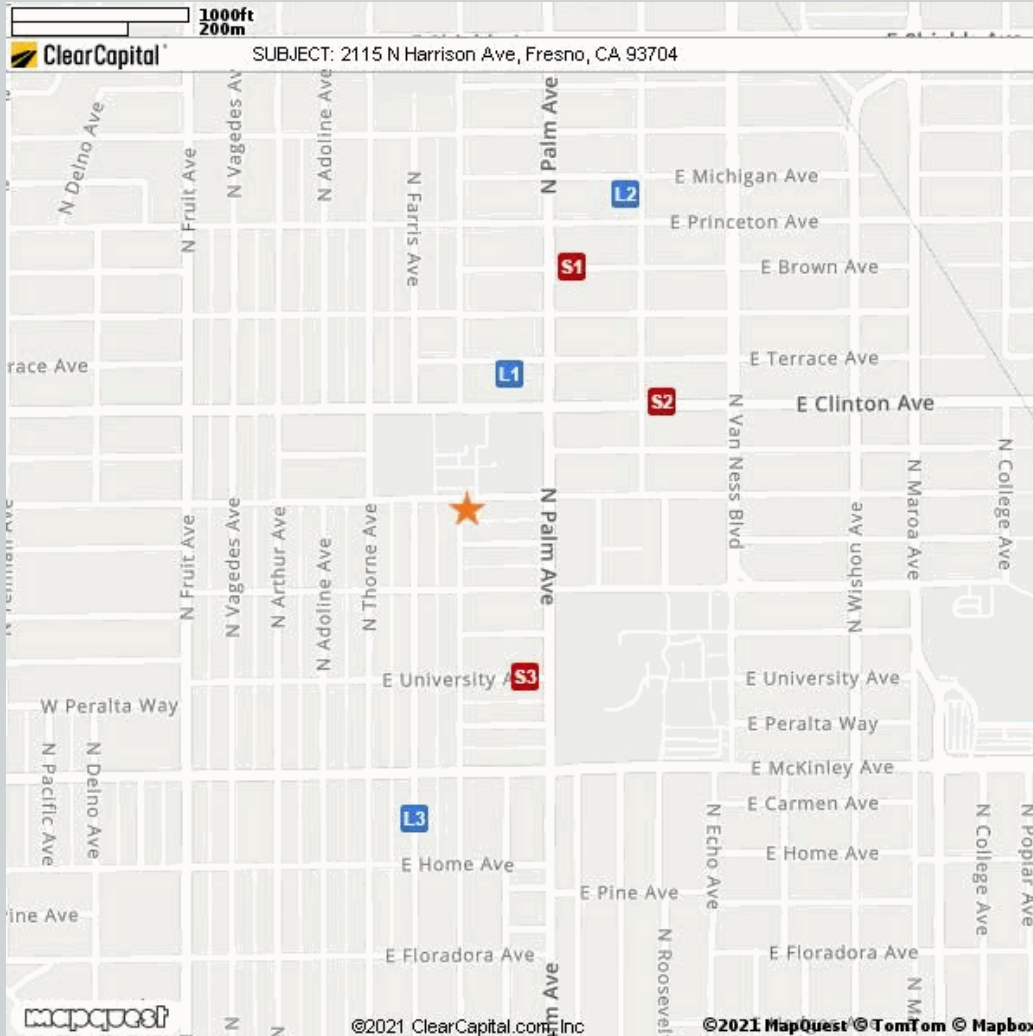 1000ft
200m
ClearCapital
SUBJECT: 2115 N Harrison Ave, Fresno, CA 93704
N Delno Ave
N Fruit Ave
N Vagedes Av
N Adoline Ave
N Farris Ave
N Palm Ave
L2
E Michigan Ave
E Princeton Ave
S1
E Brown Ave
race Ave
L1
E Terrace Ave
S2
E Clinton Ave
N Van Ness Blvd
N Maroa Ave
N College Ave
N Fruit Ave
N Vagedes Ave
N Arthur Ave
N Adoline Ave
N Thorne Ave
N Palm Ave
N Wishon Ave
E University A
S3
E University Ave
W Peralta Way
E Peralta Way
N Pacific Ave
N Delno Ave
E McKinley Ave
E Carmen Ave
L3
N Echo Ave
N College Ave
N Poplar Ave
E Home Ave
E Home Ave
E Pine Ave
ine Ave
E Floradora Ave
E Floradora Ave
N Roosevel
lm Ave
N Ma
mapquest
©2021 ClearCapital.com, Inc
©2021 MapQuest © TomTom © Mapbox